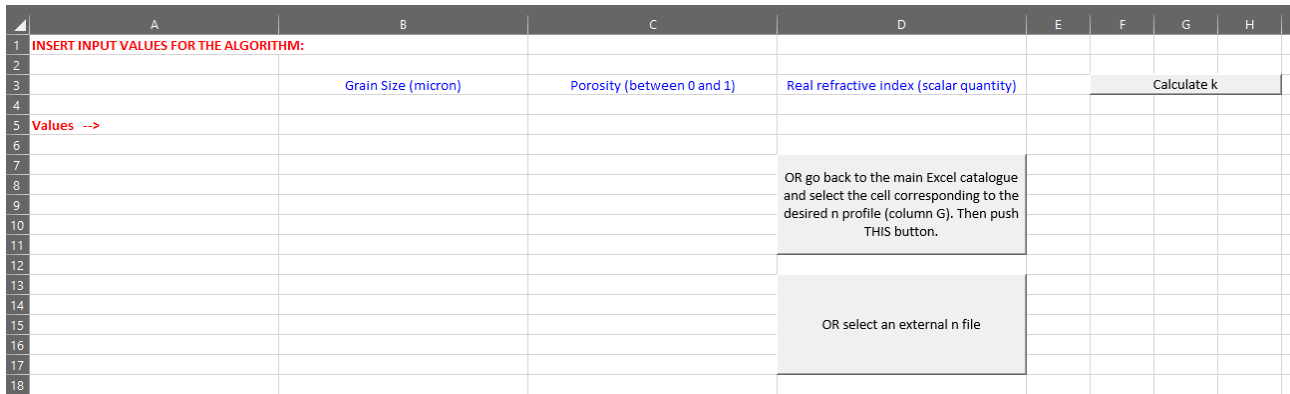 A B C D E F G H
1 INSERT INPUT VALUES FOR THE ALGORITHM:
2
3 Grain Size (micron) Porosity (between 0 and 1) Real refractive index (scalar quantity) Calculate k
4
5 Values -->
6
7
8
9
10
11
12
13
14
15
16
17
18
OR go back to the main Excel catalogue
and select the cell corresponding to the
desired n profile (column G). Then push
THIS button.
OR select an external n file